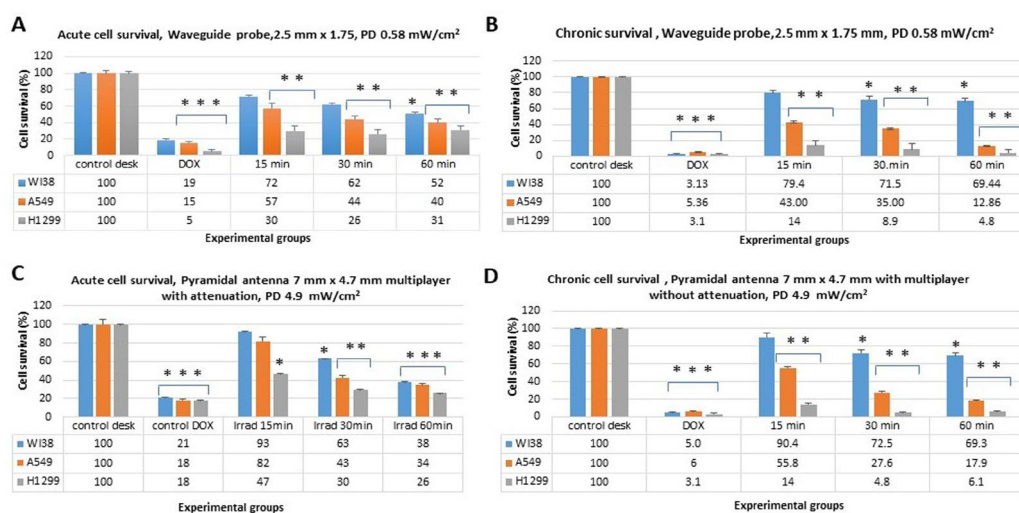 A
Acute cell survival, Waveguide probe,2.5 mm x 1.75, PD 0.58 mW/cm²
Cell survival (%)
120
100
80
60
40
20
0
* * *
* *
* *
*
* *
control desk DOX 15 min 30 min 60 min
WI38 100 19 72 62 52
A549 100 15 57 44 40
H1299 100 5 30 26 31
Experimental groups
B
Chronic survival , Waveguide probe,2.5 mm x 1.75 mm, PD 0.58 mW/cm²
Cell survival (%)
120
100
80
60
40
20
0
* * *
* *
*
* *
*
* *
control desk DOX 15 min 30.min 60 min
WI38 100 3.13 79.4 71.5 69.44
A549 100 5.36 43.00 35.00 12.86
H1299 100 3.1 14 8.9 4.8
Experimental groups
C
Acute cell survival, Pyramidal antenna 7 mm x 4.7 mm multiplayer
with attenuation, PD 4.9 mW/cm²
Cell survival (%)
120
100
80
60
40
20
0
* * *
*
*
* *
* * *
control desk control DOX Irrad 15min Irrad 30min Irrad 60min
WI38 100 21 93 63 38
A549 100 18 82 43 34
H1299 100 18 47 30 26
Experimental groups
D
Chronic cell survival , Pyramidal antenna 7 mm x 4.7 mm with multiplayer
without attenuation, PD 4.9 mW/cm²
Cell survival (%)
120
100
80
60
40
20
0
* * *
* *
*
* *
*
* *
control desk DOX 15 min 30 min 60 min
WI38 100 5.0 90.4 72.5 69.3
A549 100 6 55.8 27.6 17.9
H1299 100 3.1 14 4.8 6.1
Experimental groups